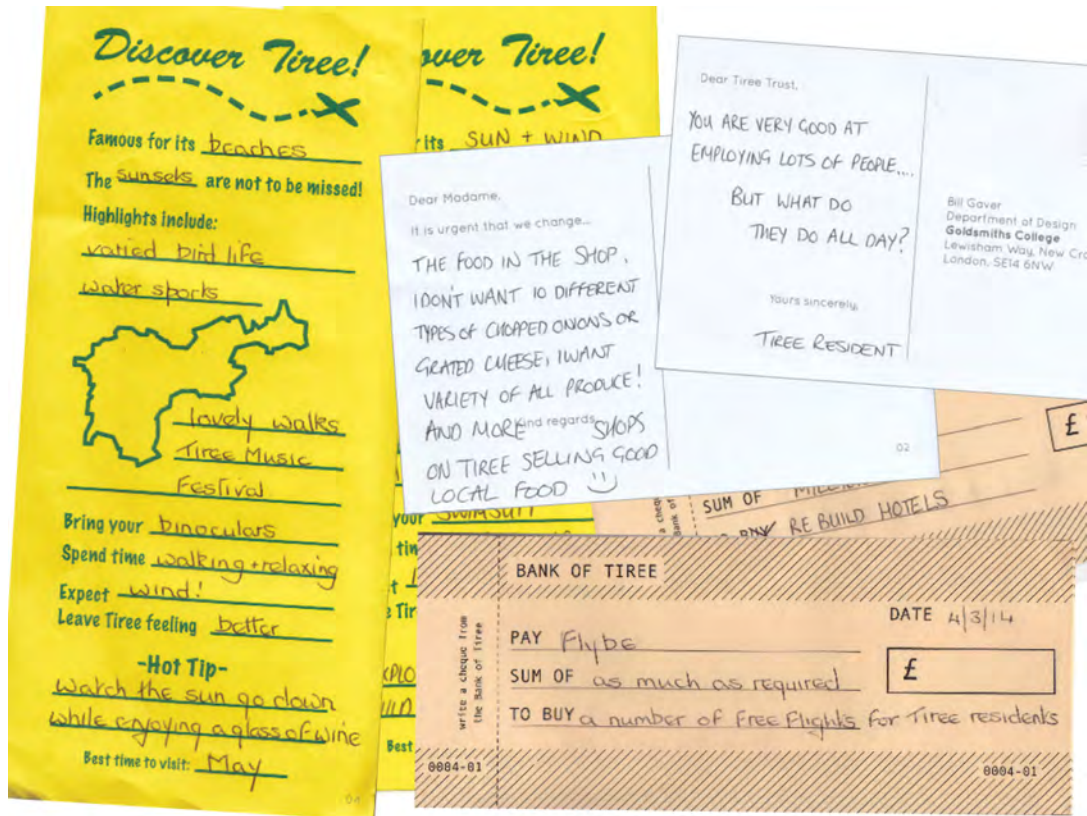 Discover Tiree!
Famous for its beaches
The sunsets are not to be missed!
Highlights include:
varied bird life
water sports
lovely walks
Tiree Music
Festival
Bring your binoculars
Spend time walking + relaxing
Expect wind!
Leave Tiree feeling better
-Hot Tip-
watch the sun go down
while enjoying a glass of wine
Best time to visit: May
04
over Tiree!
its SUN + WIND
your SWIMSUIT
tim
Tir
XPLO
Best
Dear Madame,
It is urgent that we change...
THE FOOD IN THE SHOP.
I DON'T WANT 10 DIFFERENT
TYPES OF CHOPPED ONIONS OR
GRATED CHEESE, I WANT
VARIETY OF ALL PRODUCE!
AND MORE ind regards SHOPS
ON TIREE SELLING GOOD
LOCAL FOOD
02
Dear Tiree Trust,
YOU ARE VERY GOOD AT
EMPLOYING LOTS OF PEOPLE....
BUT WHAT DO
THEY DO ALL DAY?
Yours sincerely,
TIREE RESIDENT
Bill Gaver
Department of Design
Goldsmiths College
Lewisham Way, New Cro
London, SE14 6NW
£
SUM OF
RE BUILD HOTELS
BANK OF TIREE
write a cheque from
the Bank of Tiree
DATE 4/3/14
PAY Flybe
£
SUM OF as much as required
TO BUY a number of free flights for Tiree residents
0004-01
0004-01